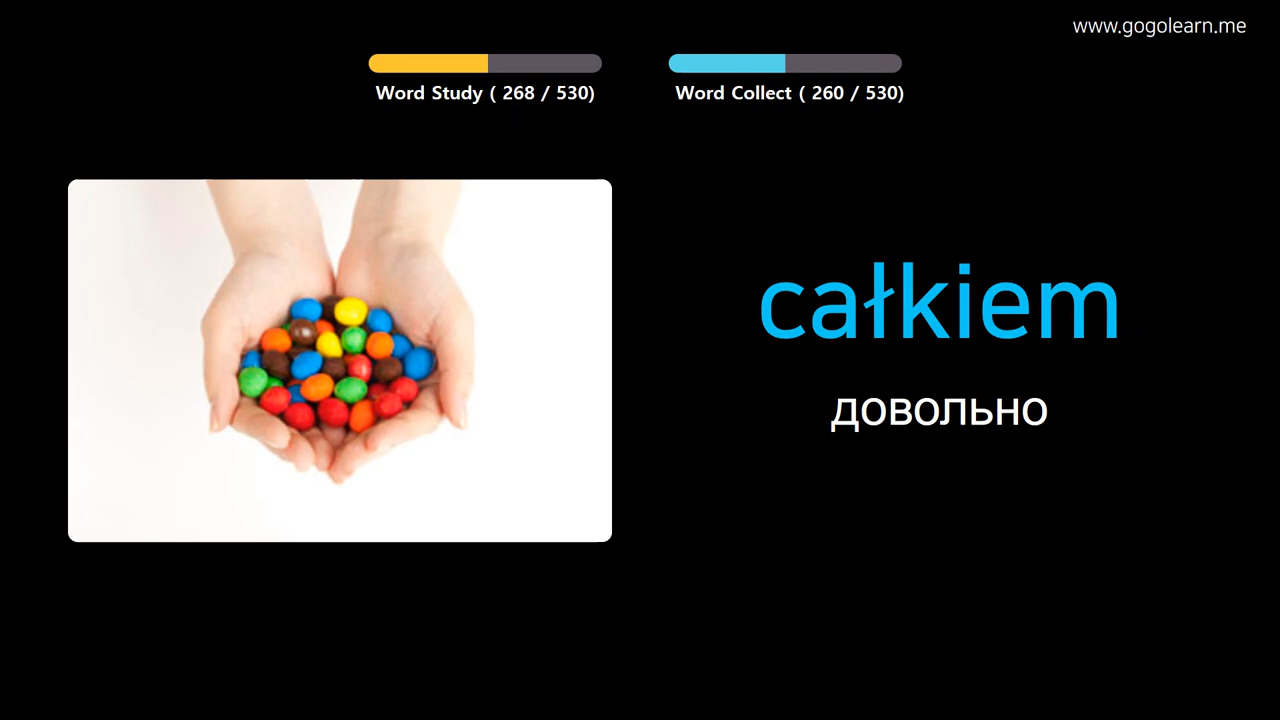 www.gogolearn.me
Word Study ( 268 / 530)
Word Collect ( 260 / 530)
całkiem
довольно